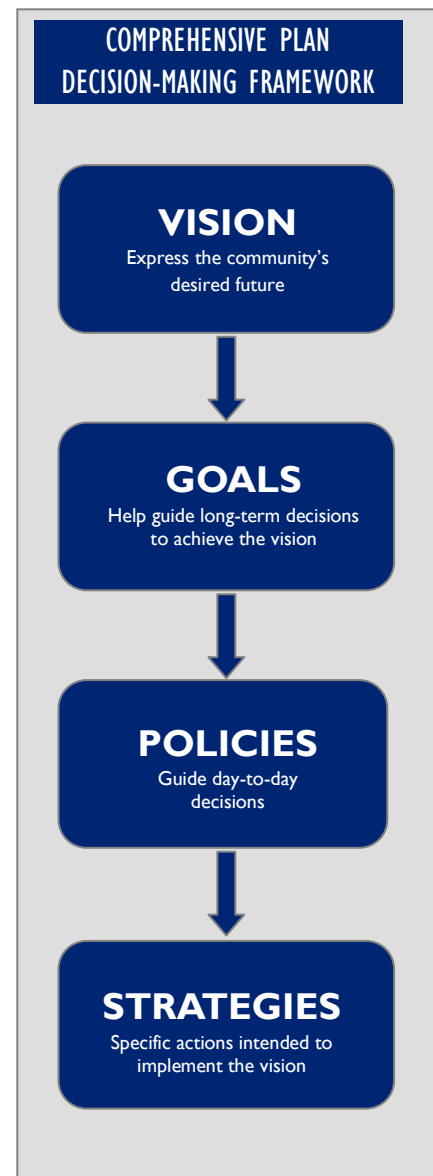 COMPREHENSIVE PLAN
DECISION-MAKING FRAMEWORK
VISION
Express the community’s
desired future
GOALS
Help guide long-term decisions
to achieve the vision
POLICIES
Guide day-to-day
decisions
STRATEGIES
Specific actions intended to
implement the vision